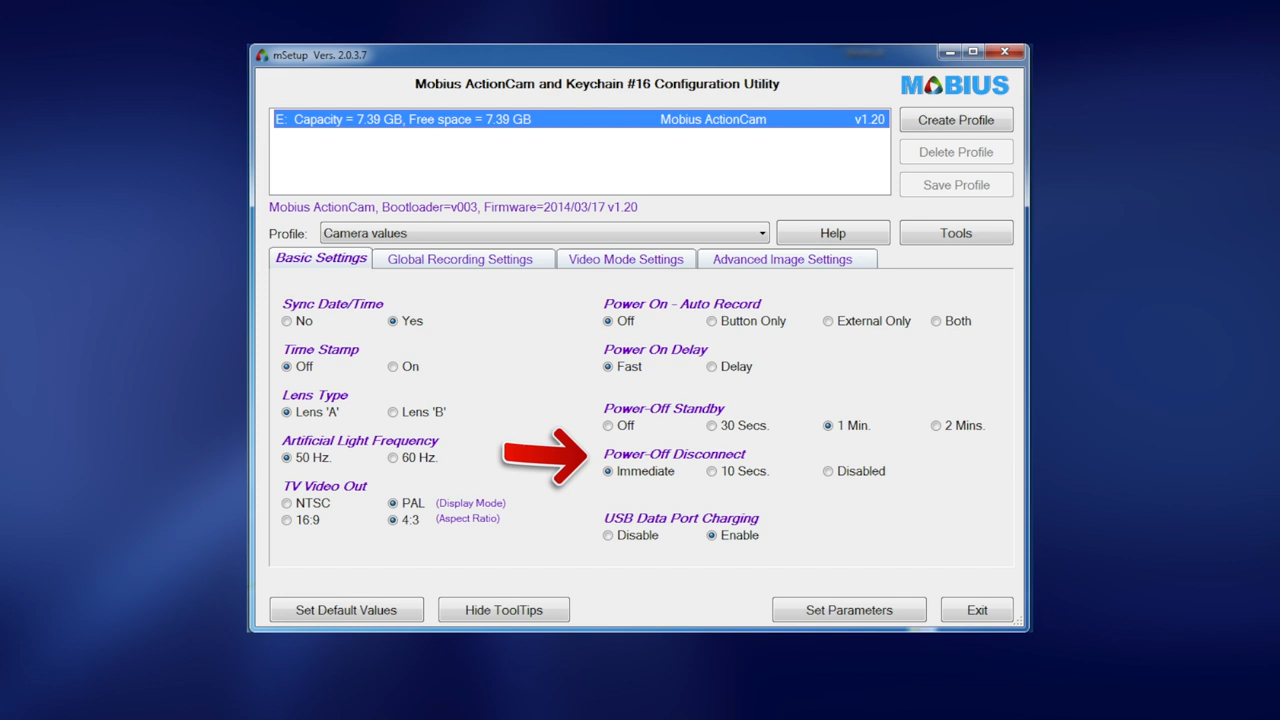 mSetup Vers. 2.0.3.7
Mobius ActionCam and Keychain #16 Configuration Utility
MOBIUS
E: Capacity = 7.39 GB, Free space = 7.39 GB Mobius ActionCam v1.20
Create Profile
Delete Profile
Save Profile
Mobius ActionCam, Bootloader=v003, Firmware=2014/03/17 v1.20
Profile: Camera values Help Tools
Basic Settings Global Recording Settings Video Mode Settings Advanced Image Settings
Sync Date/Time
No Yes
Time Stamp
Off On
Lens Type
Lens 'A' Lens 'B'
Artificial Light Frequency
50 Hz. 60 Hz.
TV Video Out
NTSC PAL (Display Mode)
16:9 4:3 (Aspect Ratio)
Power On - Auto Record
Off Button Only External Only Both
Power On Delay
Fast Delay
Power-Off Standby
Off 30 Secs. 1 Min. 2 Mins.
Power-Off Disconnect
Immediate 10 Secs. Disabled
USB Data Port Charging
Disable Enable
Set Default Values Hide ToolTips Set Parameters Exit